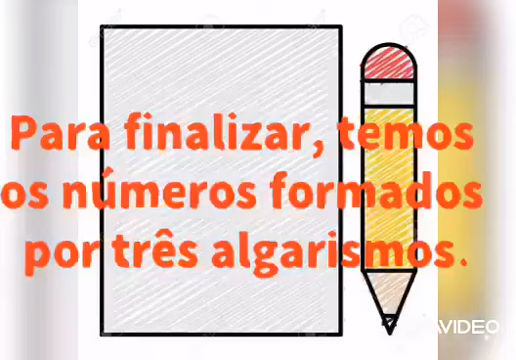 Para finalizar, temos
os números formados
por três algarismos.